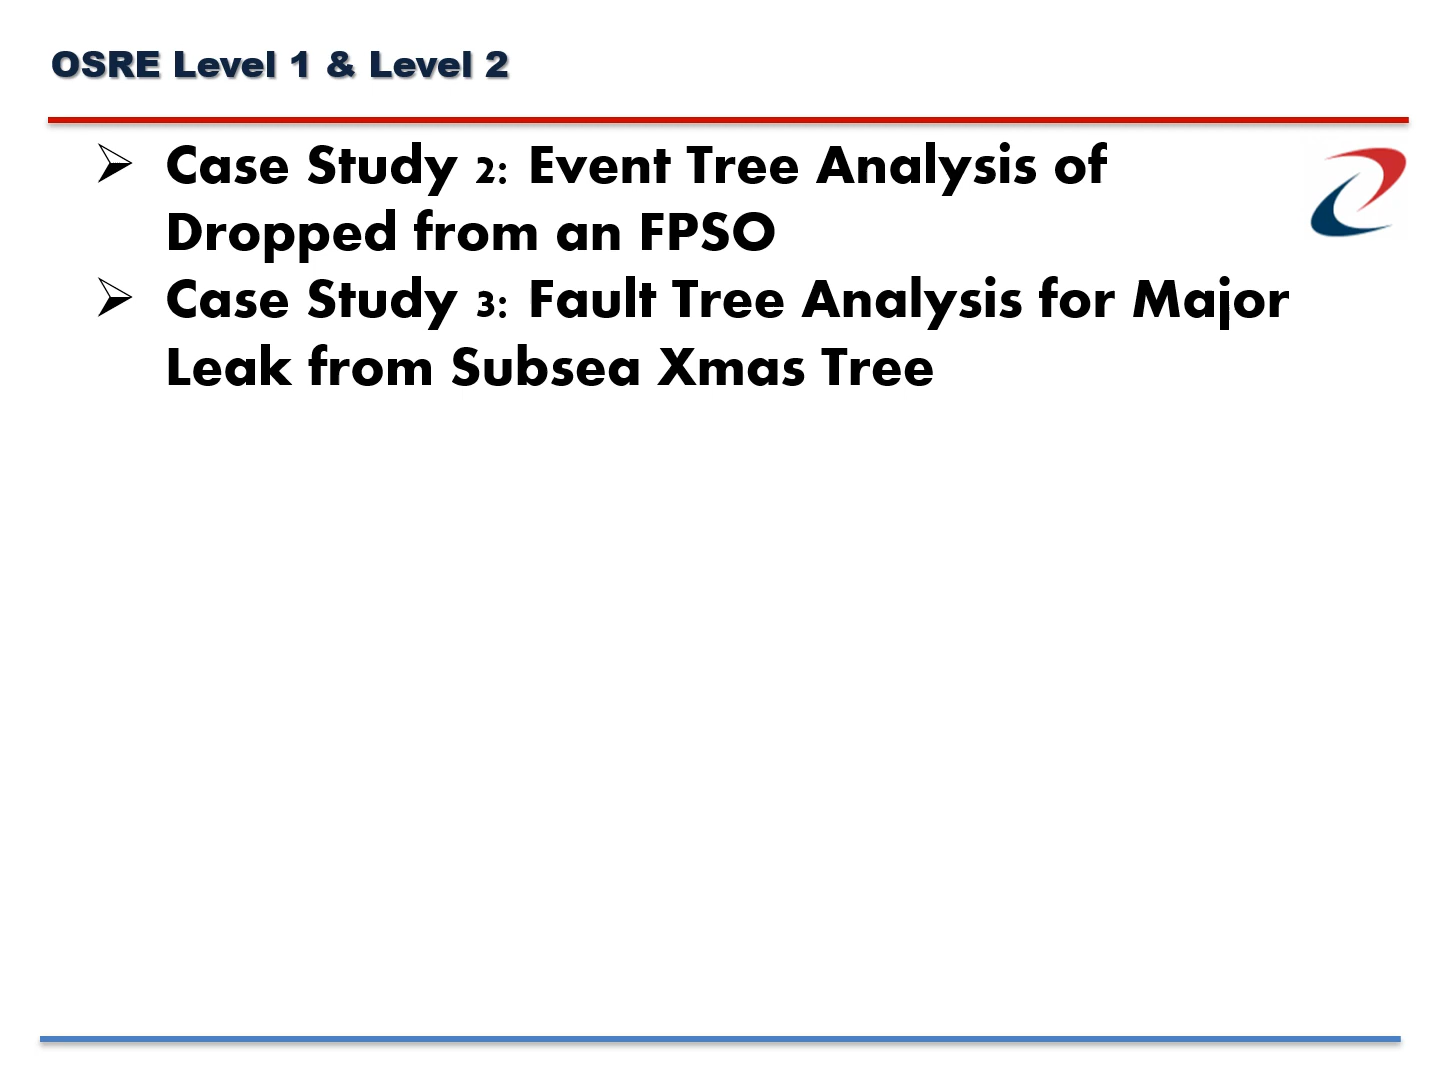 OSRE Level 1 & Level 2
➢ Case Study 2: Event Tree Analysis of
Dropped from an FPSO
➢ Case Study 3: Fault Tree Analysis for Major
Leak from Subsea Xmas Tree